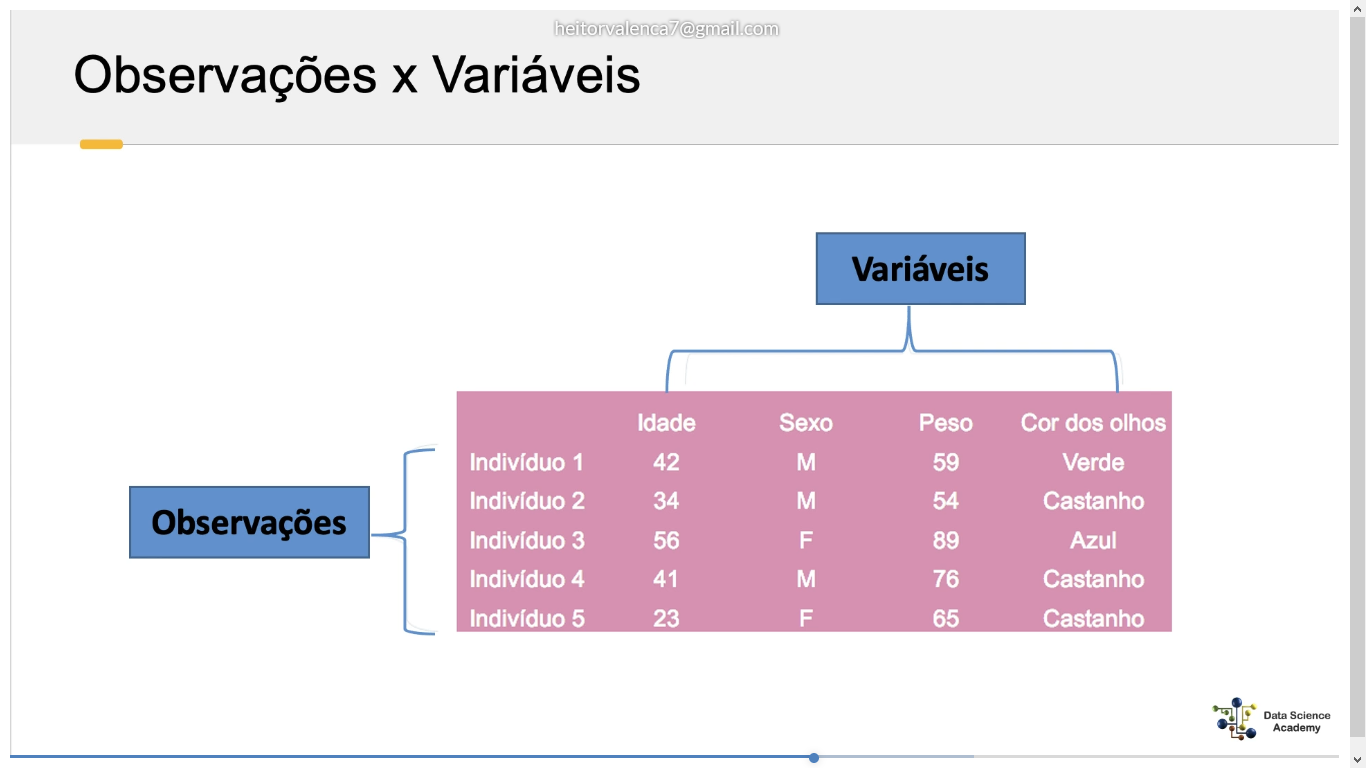 heitorvalenca7@gmail.com
Observações x Variáveis
Variáveis
Observações
Idade Sexo Peso Cor dos olhos
Indivíduo 1 42 M 59 Verde
Indivíduo 2 34 M 54 Castanho
Indivíduo 3 56 F 89 Azul
Indivíduo 4 41 M 76 Castanho
Indivíduo 5 23 F 65 Castanho
Data Science
Academy